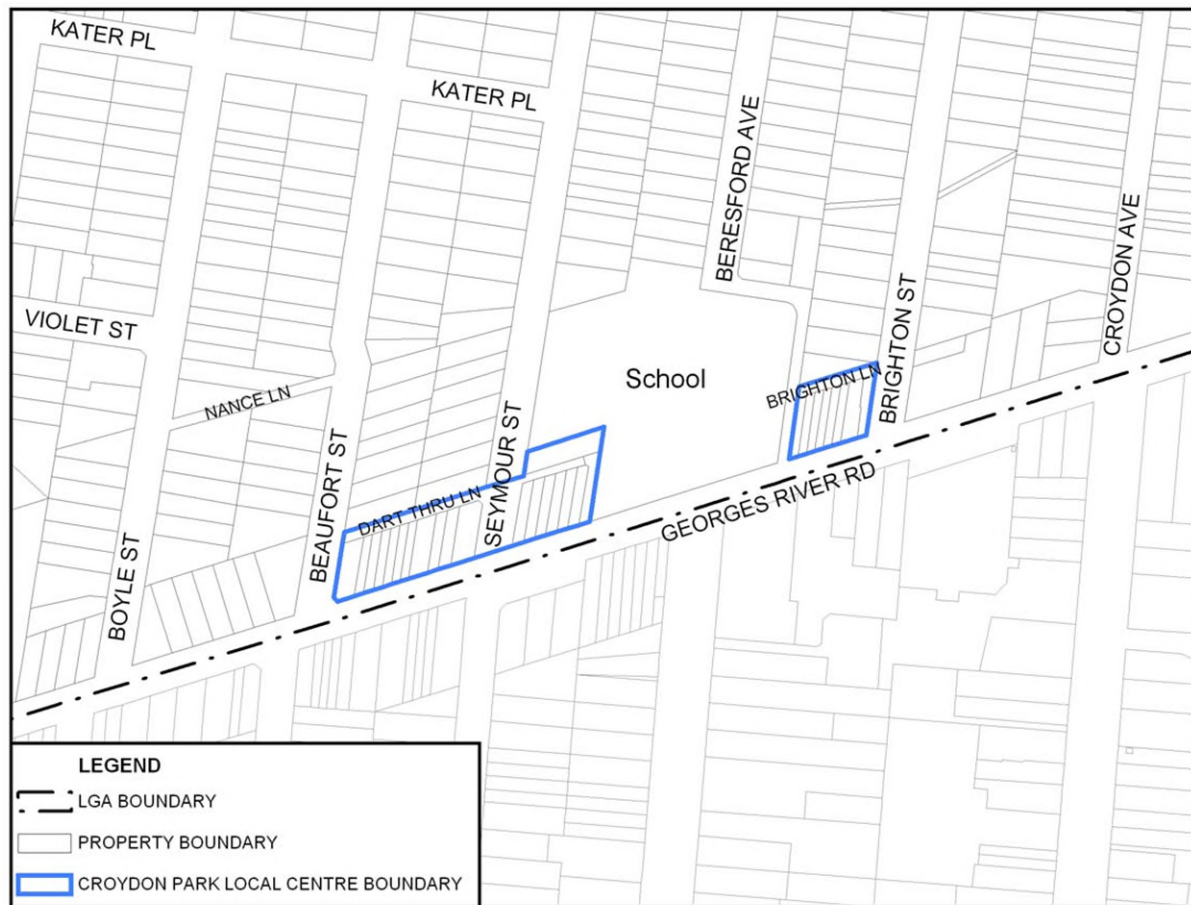 KATER PL
KATER PL
BERESFORD AVE
CROYDON AVE
VIOLET ST
BRIGHTON ST
School
BRIGHTON LN
NANCE LN
SEYMOUR ST
DART THRU LN
BEAUFORT ST
GEORGES RIVER RD
BOYLE ST
LEGEND
LGA BOUNDARY
PROPERTY BOUNDARY
CROYDON PARK LOCAL CENTRE BOUNDARY